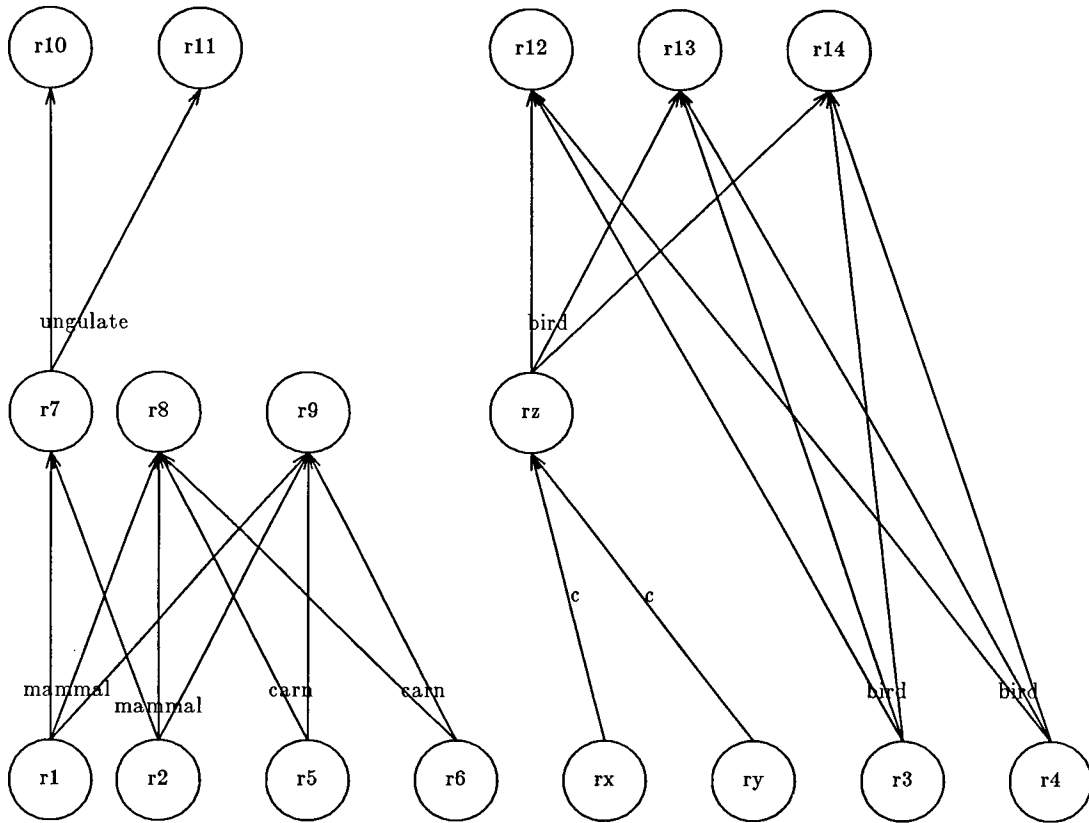 r10 r11 r12 r13 r14
ungulate bird
r7 r8 r9 rz
c c
mammal mammal carn carn bird bird
r1 r2 r5 r6 rx ry r3 r4